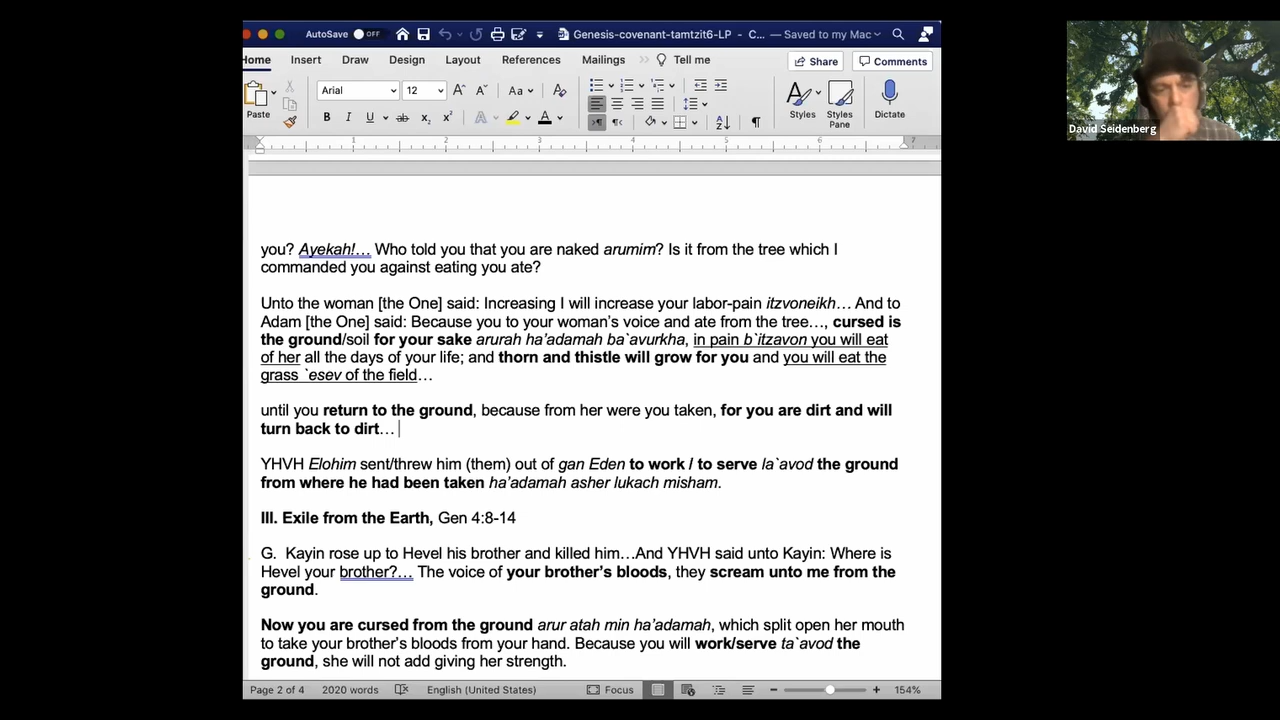 AutoSave OFF Genesis-covenant-tamtzit6-LP - C... — Saved to my Mac
Home Insert Draw Design Layout References Mailings Tell me Share Comments
Paste Arial 12 Aa Styles Styles Pane Dictate
B I U ab x₂ x² A A
1 2 3 4 5 6 7
you? Ayekah!… Who told you that you are naked arumim? Is it from the tree which I
commanded you against eating you ate?
Unto the woman [the One] said: Increasing I will increase your labor-pain itzvoneikh… And to
Adam [the One] said: Because you to your woman's voice and ate from the tree…, cursed is
the ground/soil for your sake arurah ha'adamah ba`avurkha, in pain b`itzavon you will eat
of her all the days of your life; and thorn and thistle will grow for you and you will eat the
grass `esev of the field…
until you return to the ground, because from her were you taken, for you are dirt and will
turn back to dirt…
YHVH Elohim sent/threw him (them) out of gan Eden to work / to serve la`avod the ground
from where he had been taken ha'adamah asher lukach misham.
III. Exile from the Earth, Gen 4:8-14
G. Kayin rose up to Hevel his brother and killed him…And YHVH said unto Kayin: Where is
Hevel your brother?… The voice of your brother's bloods, they scream unto me from the
ground.
Now you are cursed from the ground arur atah min ha'adamah, which split open her mouth
to take your brother's bloods from your hand. Because you will work/serve ta`avod the
ground, she will not add giving her strength.
Page 2 of 4 2020 words English (United States) Focus 154%
David Seidenberg